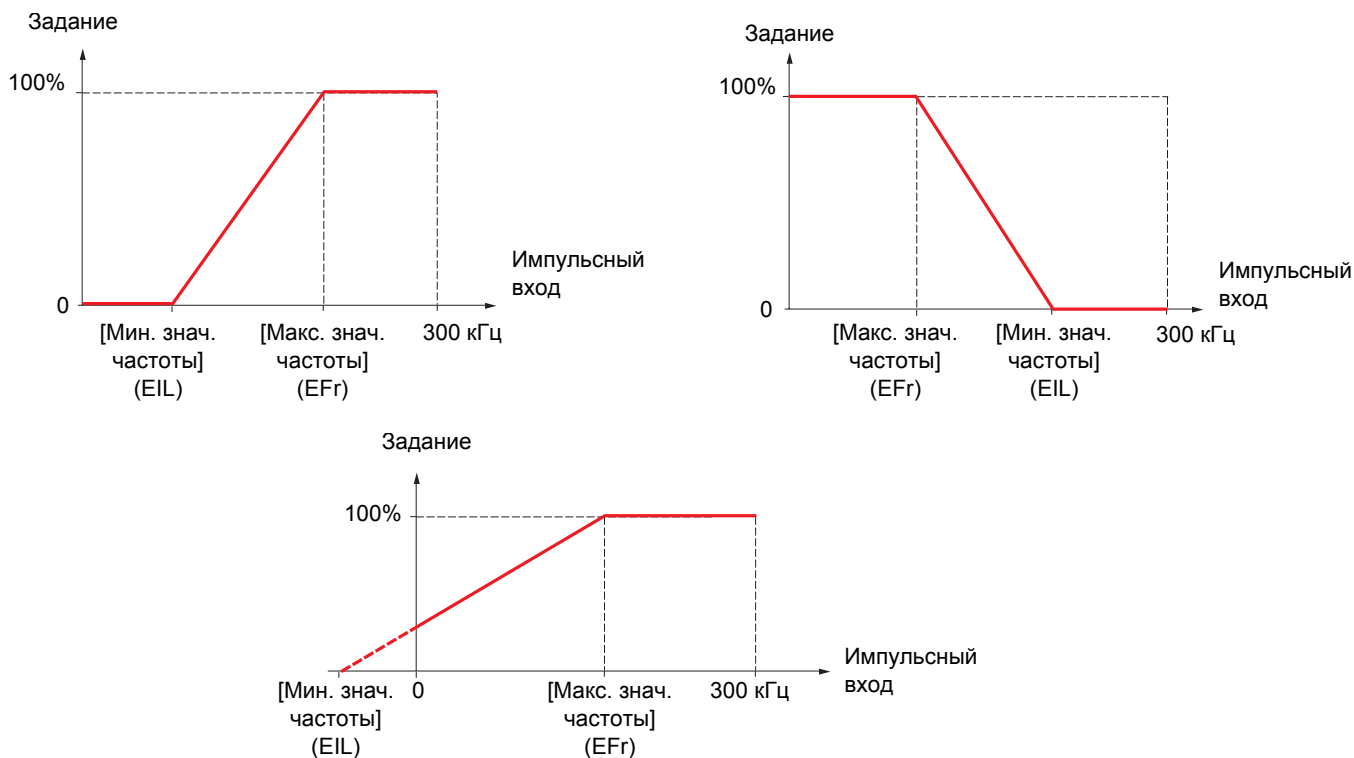 Задание
100%
0
Импульсный
вход
[Мин. знач.
частоты]
(EIL)
[Макс. знач.
частоты]
(EFr)
300 кГц
Задание
100%
0
Импульсный
вход
[Макс. знач.
частоты]
(EFr)
[Мин. знач.
частоты]
(EIL)
300 кГц
Задание
100%
Импульсный
вход
[Мин. знач.
частоты]
(EIL)
0
[Макс. знач.
частоты]
(EFr)
300 кГц